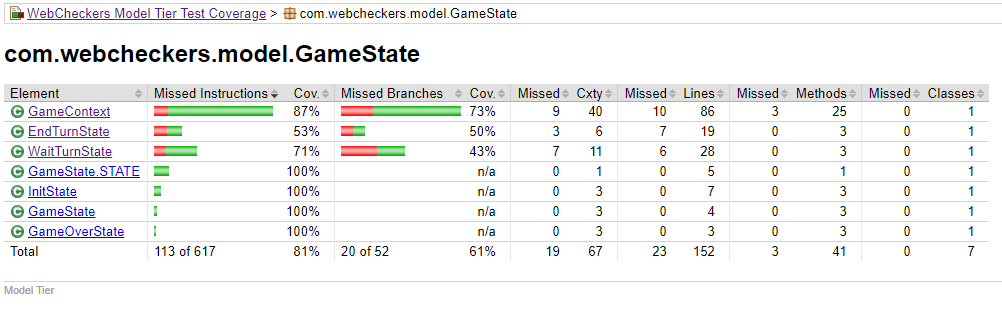 WebCheckers Model Tier Test Coverage > com.webcheckers.model.GameState
com.webcheckers.model.GameState
Element Missed Instructions Cov. Missed Branches Cov. Missed Cxty Missed Lines Missed Methods Missed Classes
GameContext 87% 73% 9 40 10 86 3 25 0 1
EndTurnState 53% 50% 3 6 7 19 0 3 0 1
WaitTurnState 71% 43% 7 11 6 28 0 3 0 1
GameState.STATE 100% n/a 0 1 0 5 0 1 0 1
InitState 100% n/a 0 3 0 7 0 3 0 1
GameState 100% n/a 0 3 0 4 0 3 0 1
GameOverState 100% n/a 0 3 0 3 0 3 0 1
Total 113 of 617 81% 20 of 52 61% 19 67 23 152 3 41 0 7
Model Tier